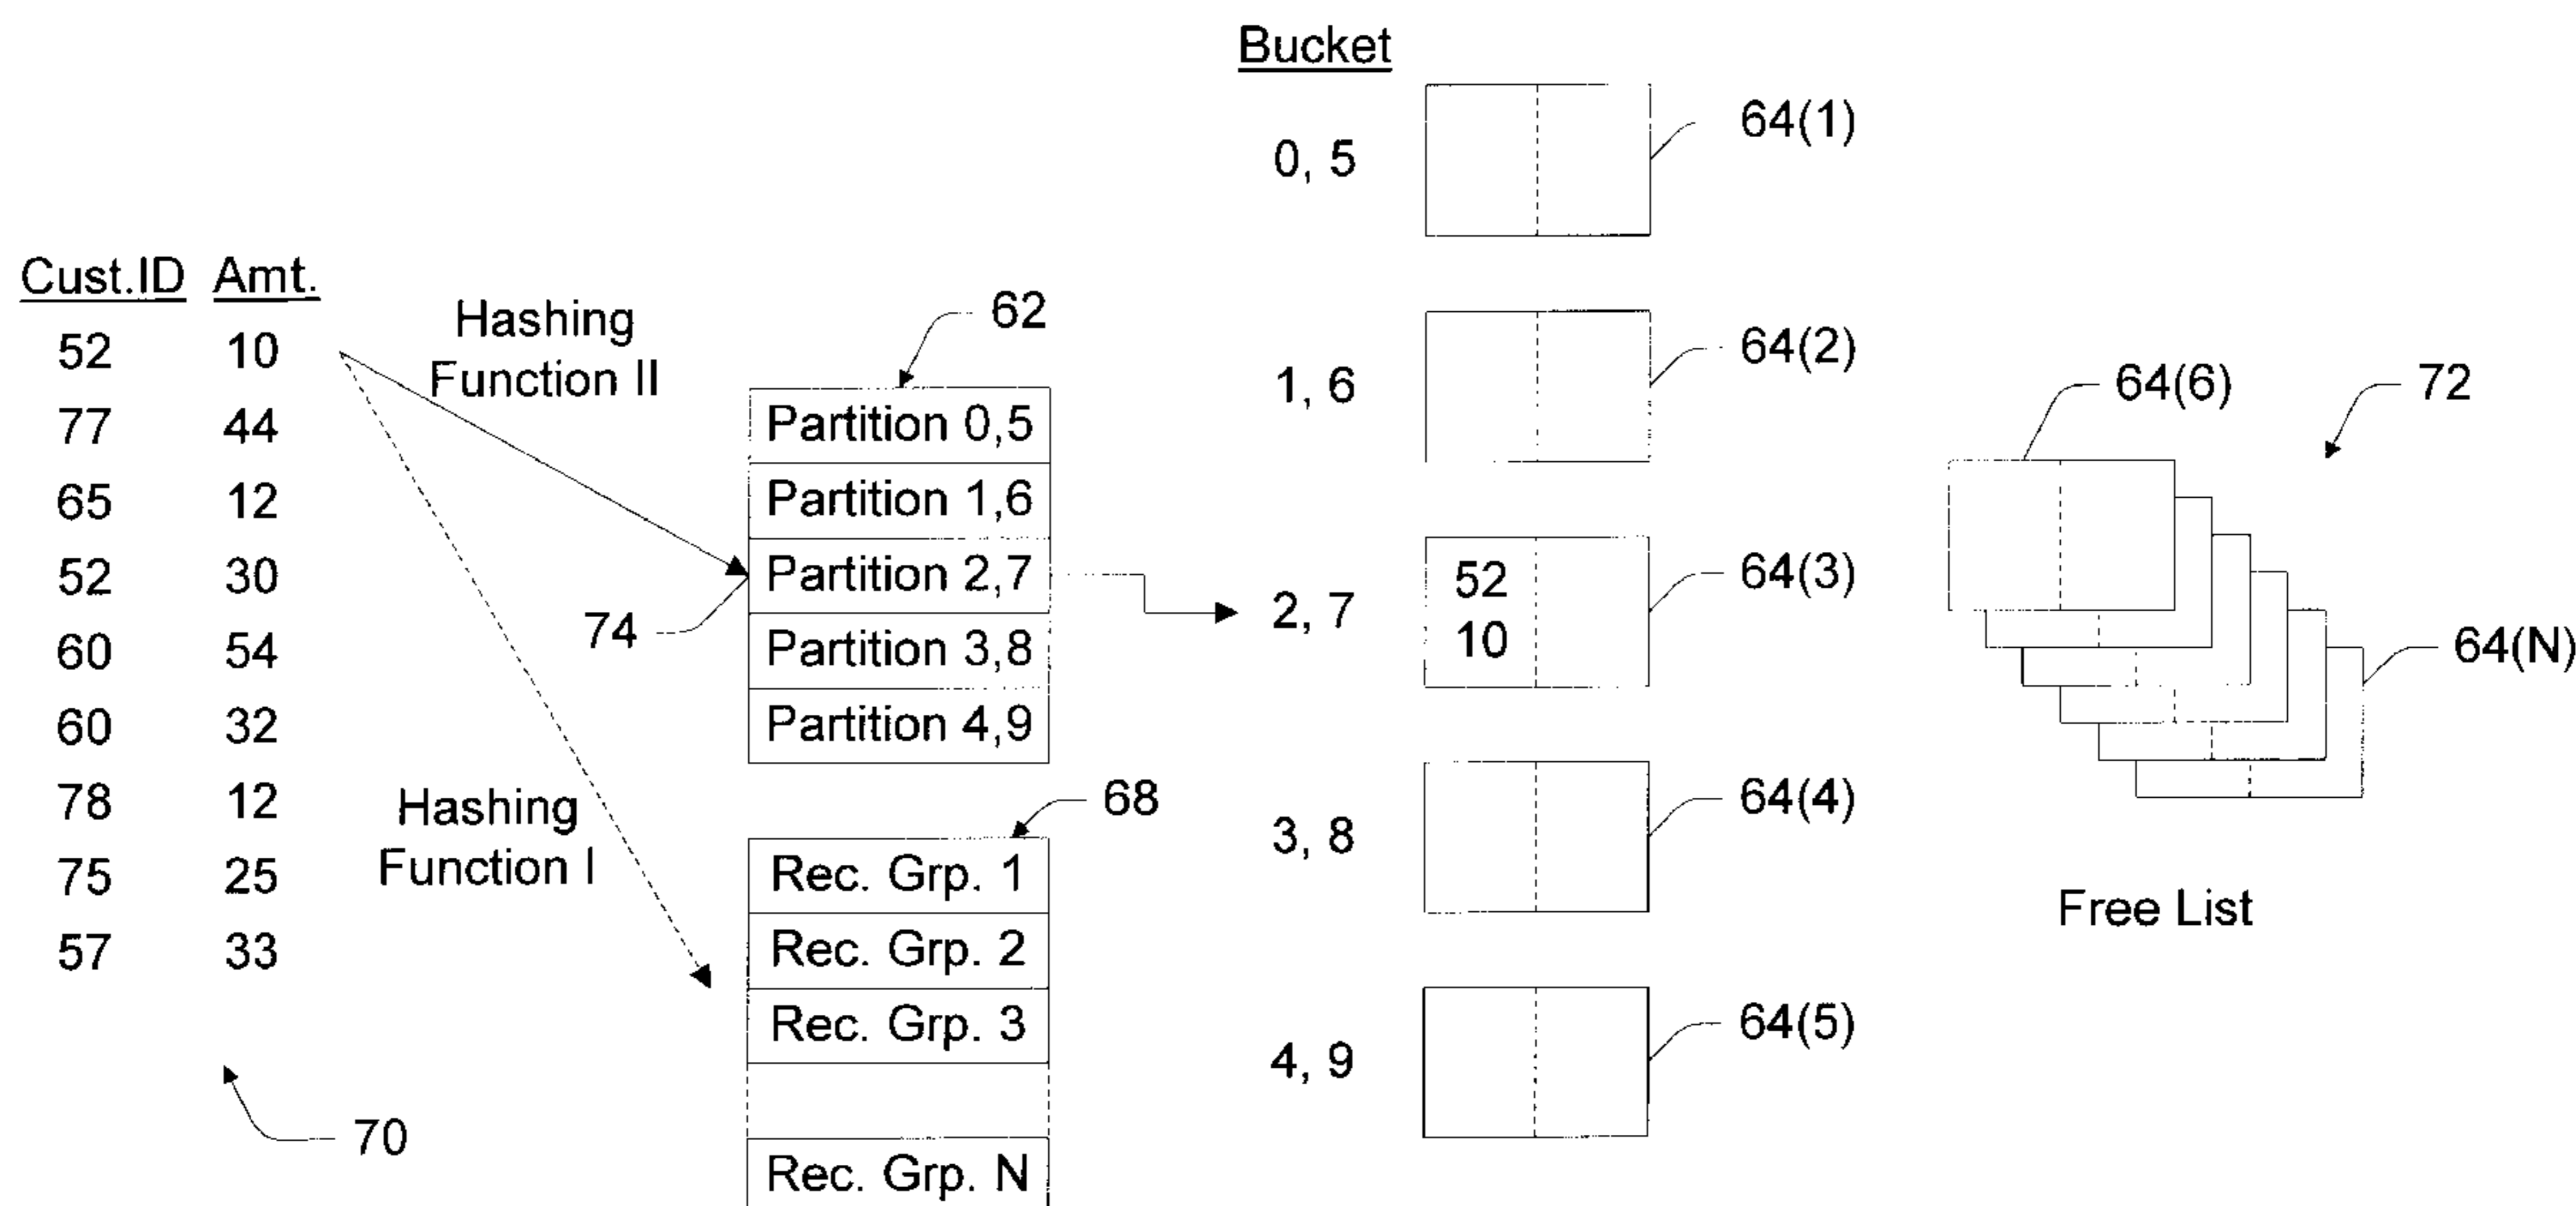 Bucket
0, 5
64(1)
1, 6
64(2)
2, 7
52
10
64(3)
3, 8
64(4)
4, 9
64(5)
Cust.ID Amt.
52 10
77 44
65 12
52 30
60 54
60 32
78 12
75 25
57 33
70
Hashing
Function II
Hashing
Function I
62
Partition 0,5
Partition 1,6
Partition 2,7
Partition 3,8
Partition 4,9
74
68
Rec. Grp. 1
Rec. Grp. 2
Rec. Grp. 3
Rec. Grp. N
64(6)
72
64(N)
Free List